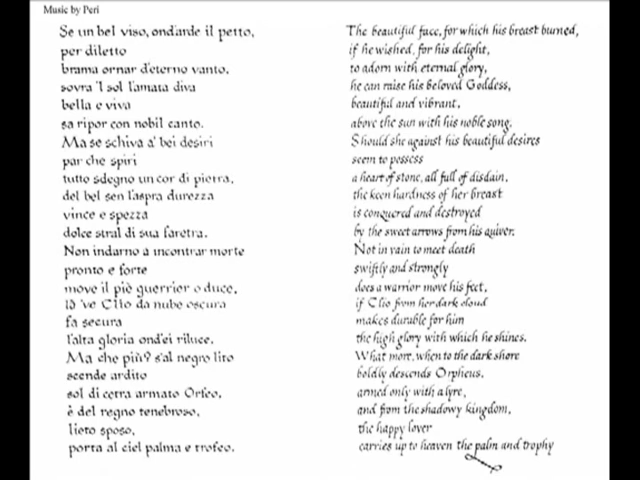 Music by Peri
Se un bel viso, ond'arde il petto,
per diletto
brama ornar d'eterno vanto,
sovra 'l sol l'amata diva
bella e viva
sa ripor con nobil canto.
Ma se schiva a' bei desiri
par che spiri
tutto sdegno un cor di pietra,
del bel sen l'aspra durezza
vince e spezza
dolce stral di sua faretra.
Non indarno a incontrar morte
pronto e forte
move il piè guerrier o duce,
là 've Clio da nube oscura
fa secura
l'alta gloria ond'ei riluce.
Ma che più? s'al negro lito
scende ardito
sol di cetra armato Orfeo,
è del regno tenebroso,
lieto sposo,
porta al ciel palma e trofeo.
The beautiful face, for which his breast burned,
if he wished, for his delight,
to adorn with eternal glory,
he can raise his beloved Goddess,
beautiful and vibrant,
above the sun with his noble song.
Should she against his beautiful desires
seem to possess
a heart of stone, all full of disdain,
the keen hardness of her breast
is conquered and destroyed
by the sweet arrows from his quiver.
Not in vain to meet death
swiftly and strongly
does a warrior move his feet,
if Clio from her dark cloud
makes durable for him
the high glory with which he shines.
What more, when to the dark shore
boldly descends Orpheus,
armed only with a lyre,
and from the shadowy kingdom,
the happy lover
carries up to heaven the palm and trophy